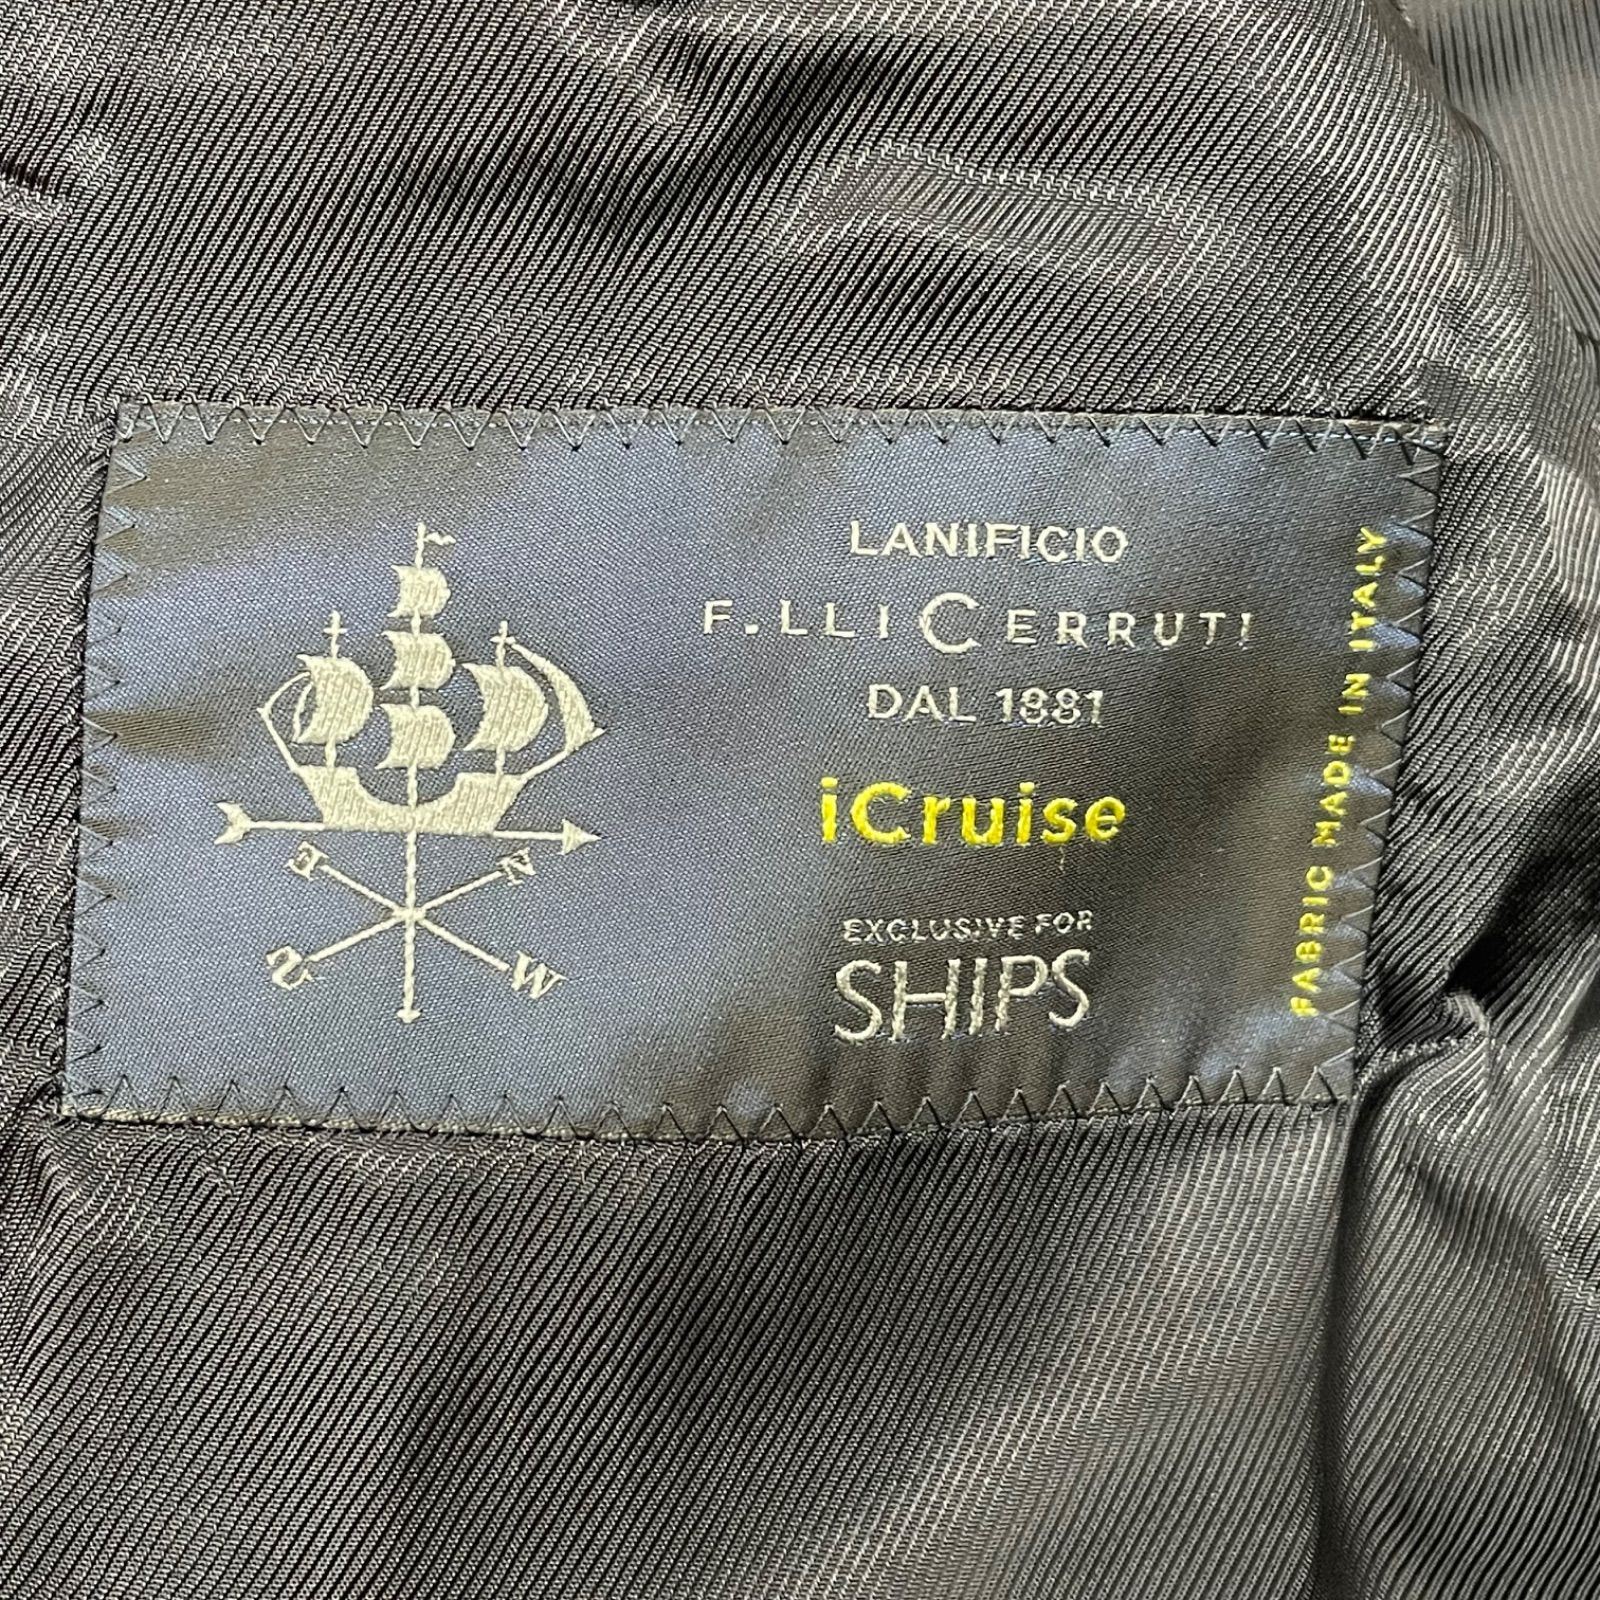 LANIFICIO
F.LLI CERRUTI
DAL 1881
iCruise
EXCLUSIVE FOR
SHIPS
FABRIC MADE IN ITALY
E
N
S
W